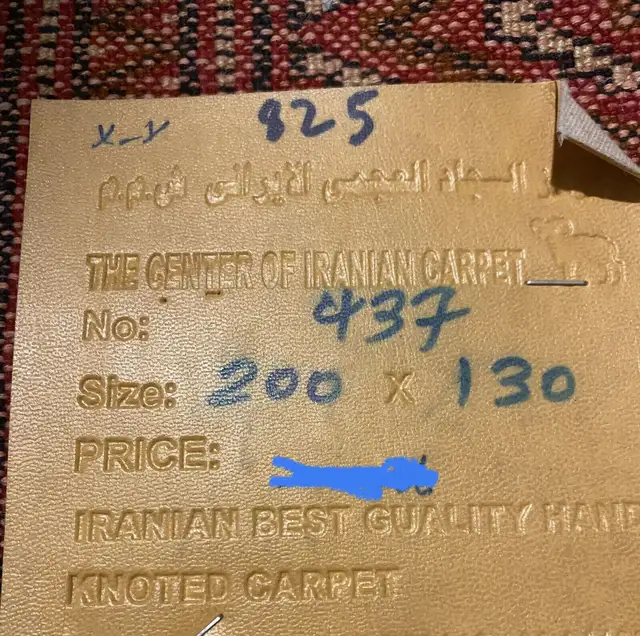 x-y 825
السجاد العجمي الايراني ش.م.م
THE CENTER OF IRANIAN CARPET
No: 437
Size: 200 X 130
PRICE:
IRANIAN BEST GUALITY HAND
KNOTED CARPET